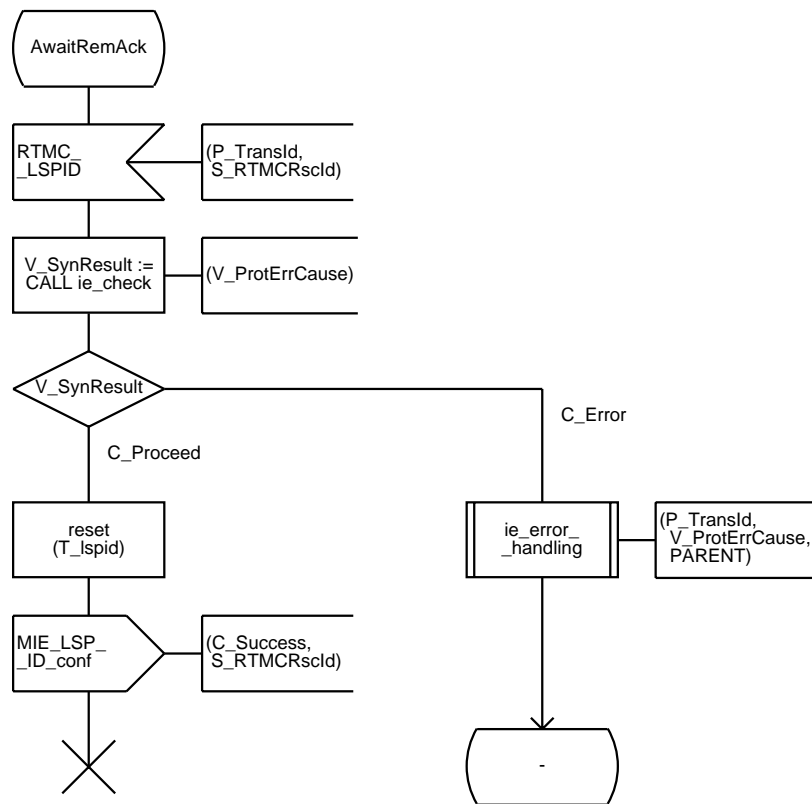 AwaitRemAck
RTMC_
_LSPID
(P_TransId,
S_RTMCRscId)
V_SynResult :=
CALL ie_check
(V_ProtErrCause)
V_SynResult
C_Error
C_Proceed
reset
(T_lspid)
ie_error_
_handling
(P_TransId,
V_ProtErrCause,
PARENT)
MIE_LSP_
_ID_conf
(C_Success,
S_RTMCRscId)
-